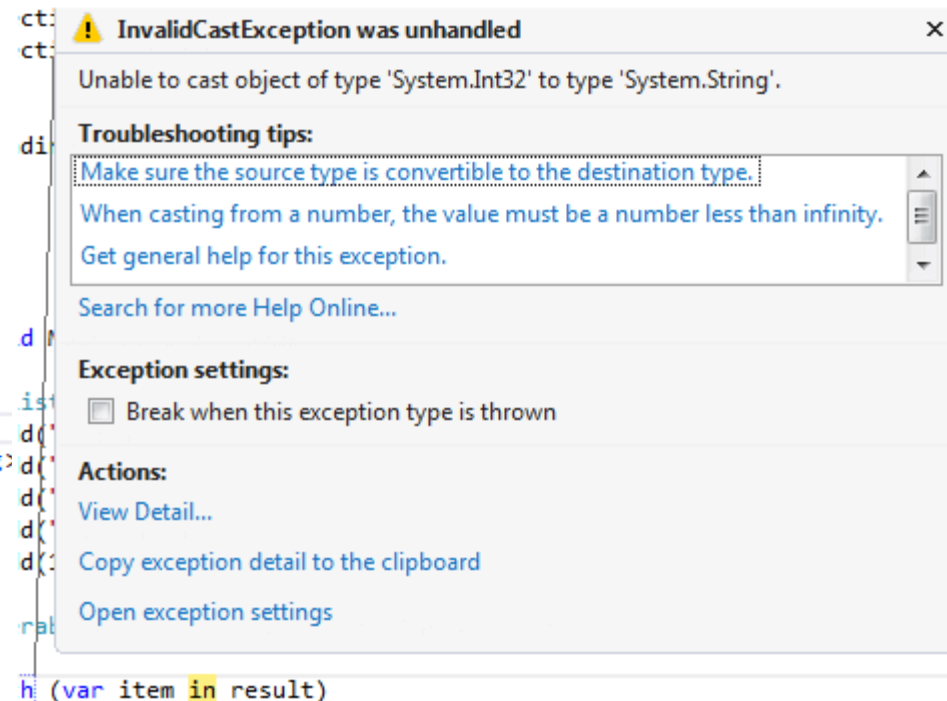 InvalidCastException was unhandled
Unable to cast object of type 'System.Int32' to type 'System.String'.
Troubleshooting tips:
Make sure the source type is convertible to the destination type.
When casting from a number, the value must be a number less than infinity.
Get general help for this exception.
Search for more Help Online...
Exception settings:
Break when this exception type is thrown
Actions:
View Detail...
Copy exception detail to the clipboard
Open exception settings
h (var item in result)